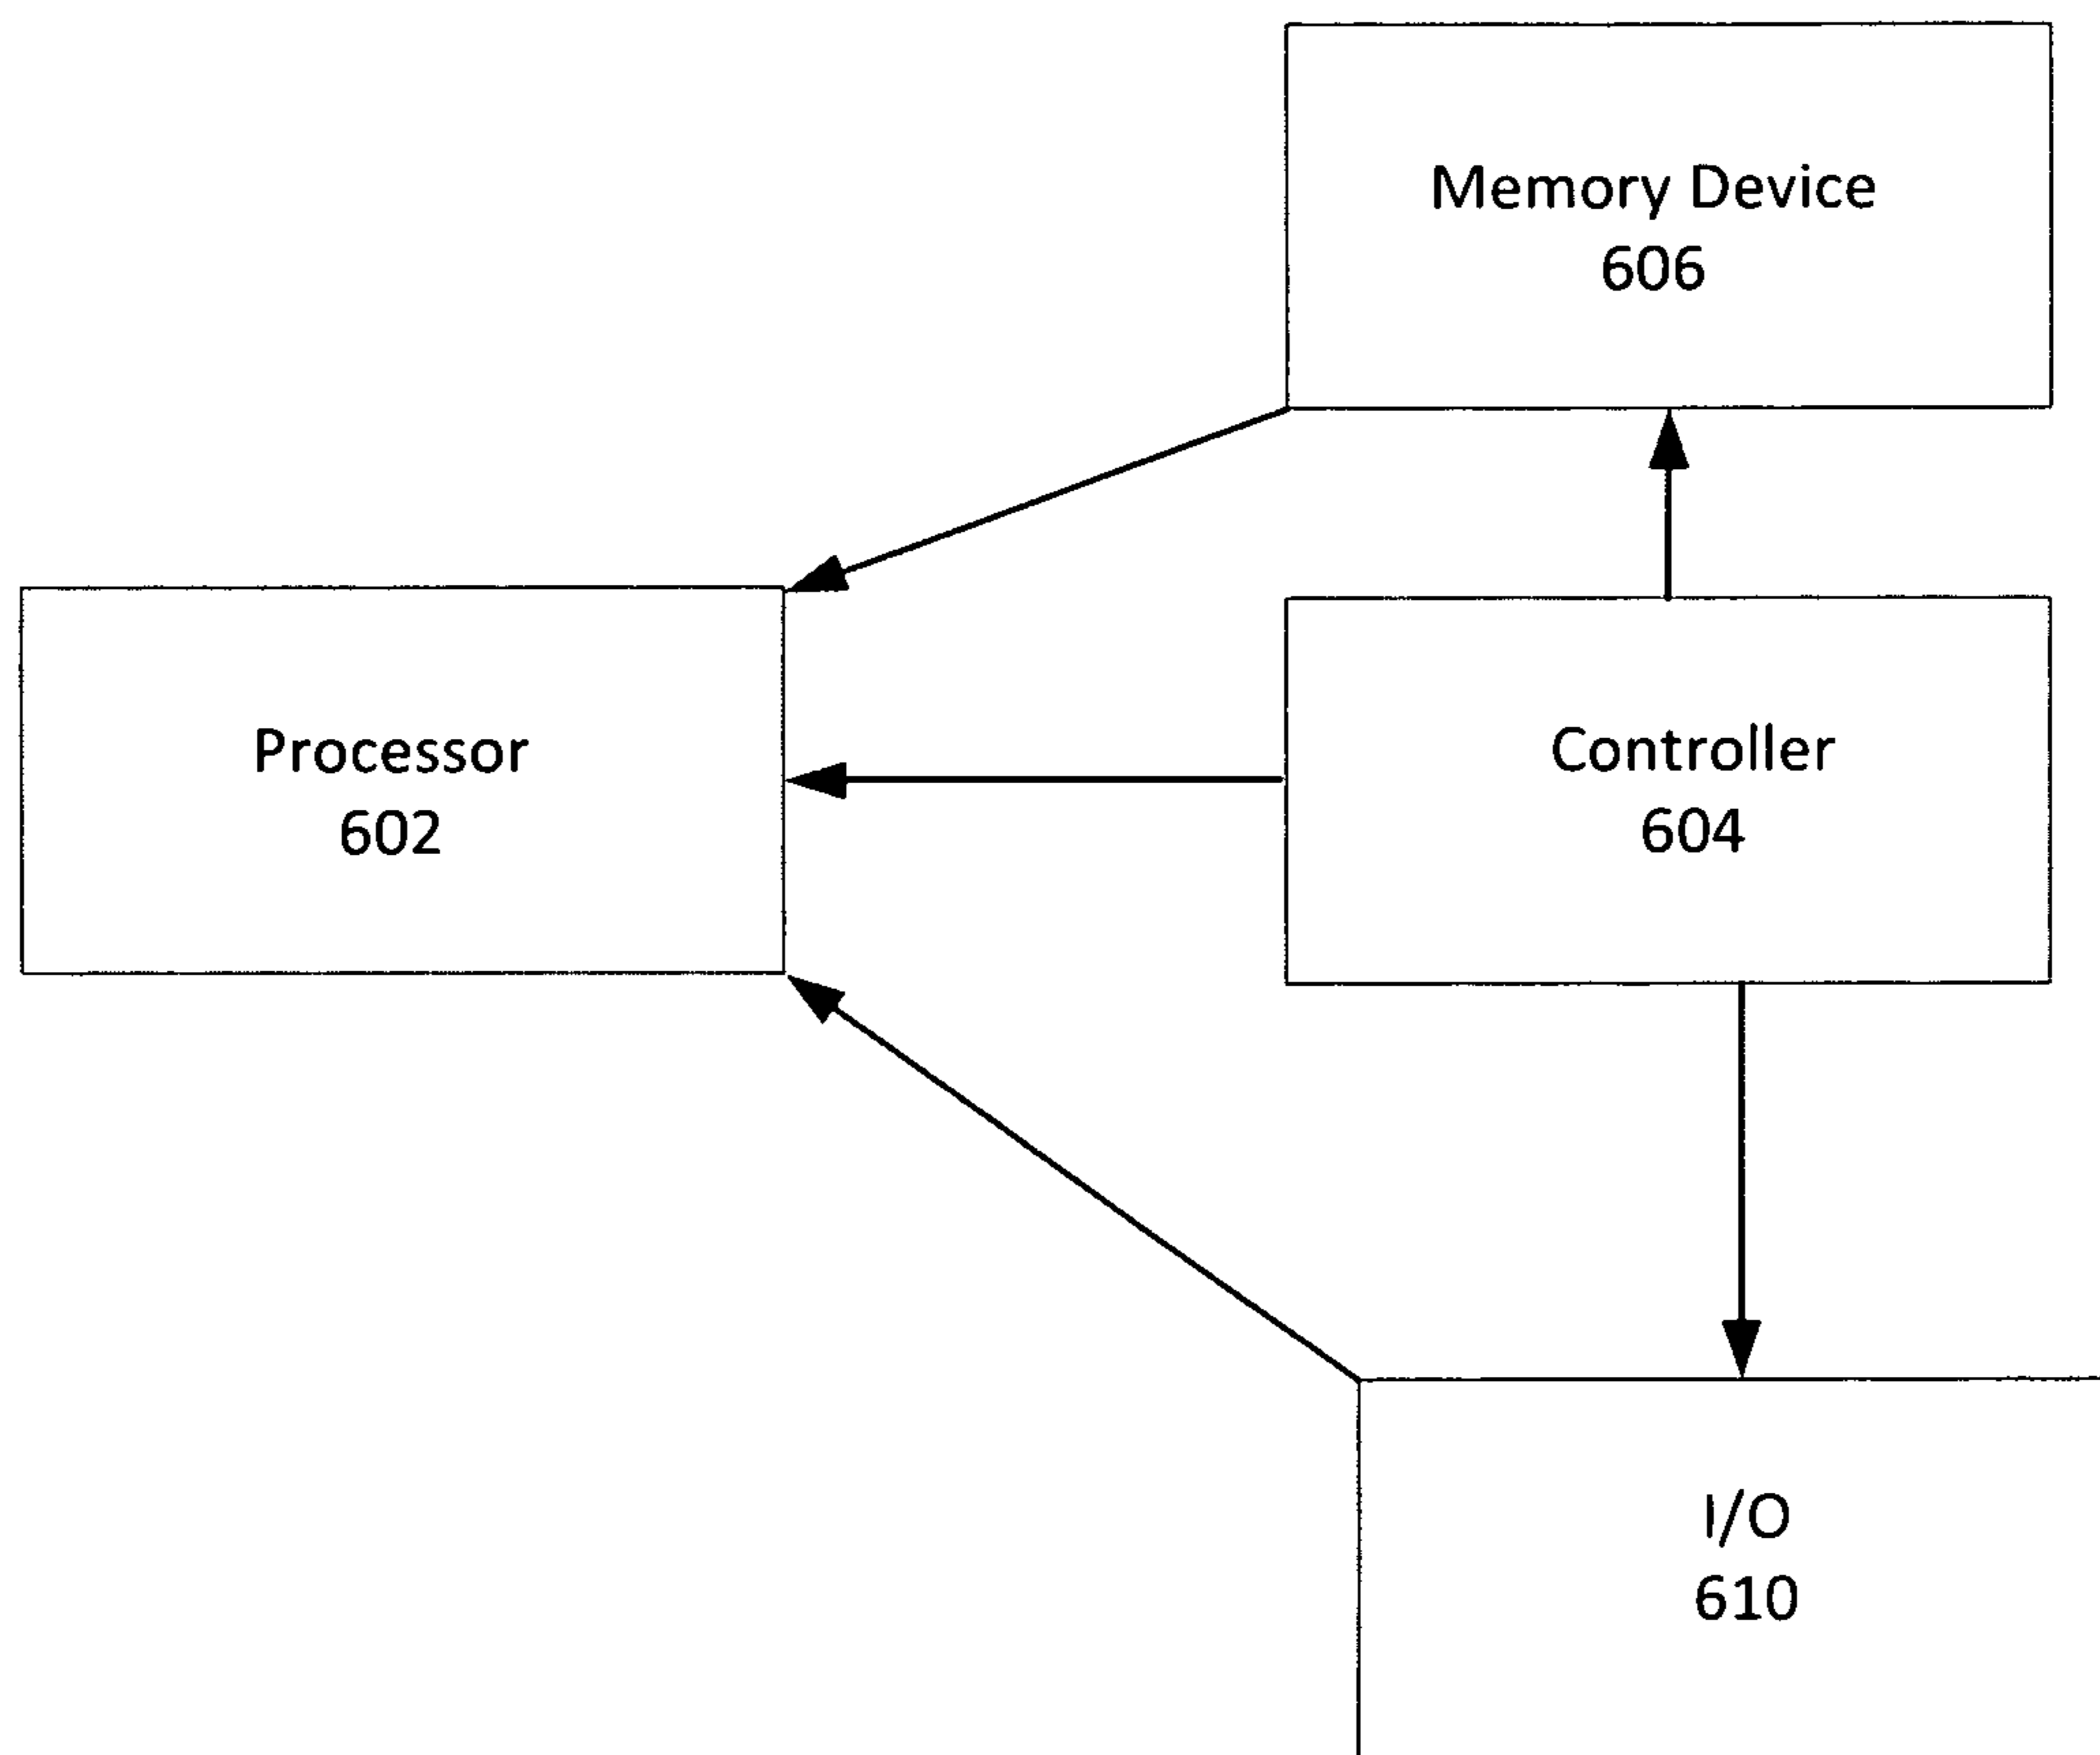 Memory Device
606
Processor
602
Controller
604
I/O
610